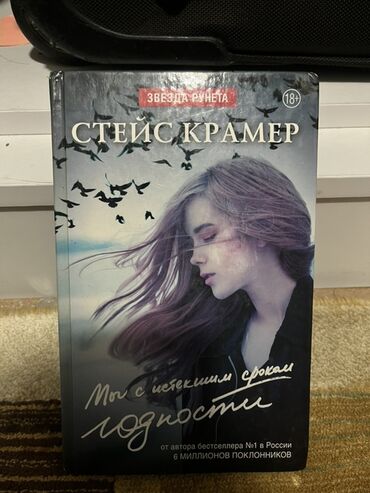 ЗВЕЗДА РУНЕТА
18+
СТЕЙС КРАМЕР
Мы с истекшим сроком
годности
от автора бестселлера №1 в России
6 МИЛЛИОНОВ ПОКЛОННИКОВ